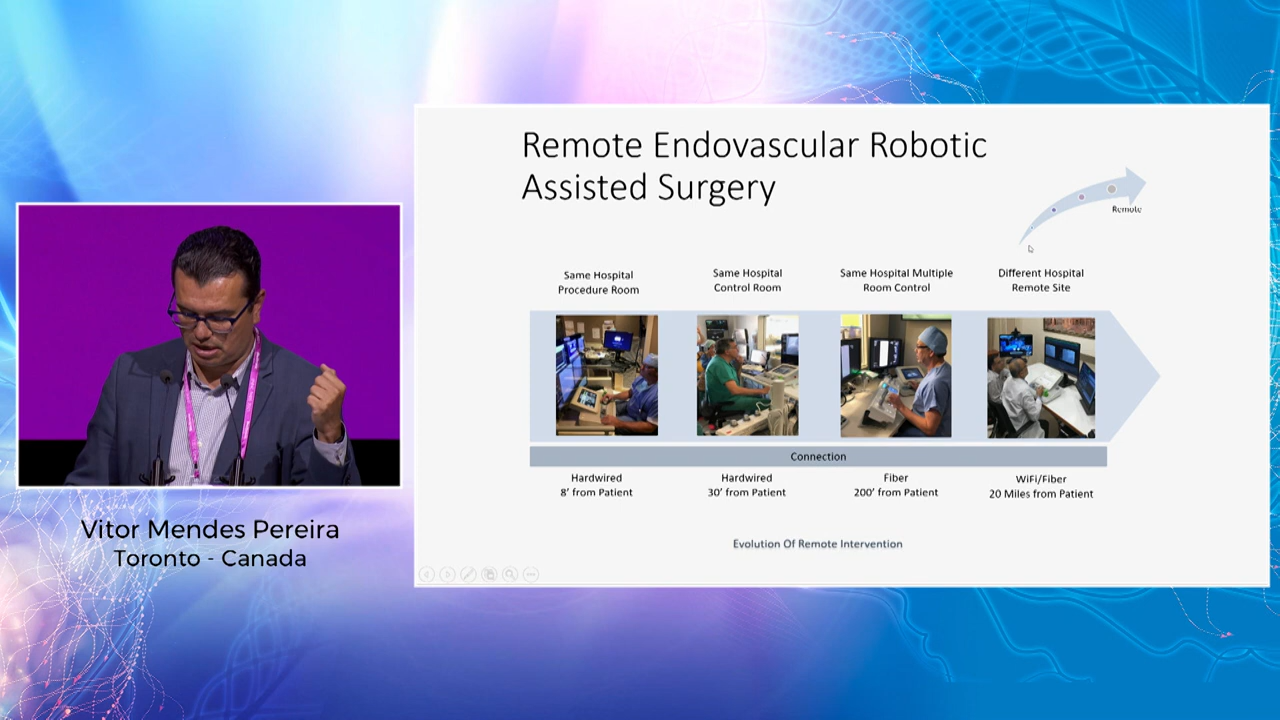 Remote Endovascular Robotic
Assisted Surgery
Remote
Same Hospital
Procedure Room
Same Hospital
Control Room
Same Hospital Multiple
Room Control
Different Hospital
Remote Site
Connection
Hardwired
8' from Patient
Hardwired
30' from Patient
Fiber
200' from Patient
WiFi/Fiber
20 Miles from Patient
Evolution Of Remote Intervention
Vitor Mendes Pereira
Toronto - Canada